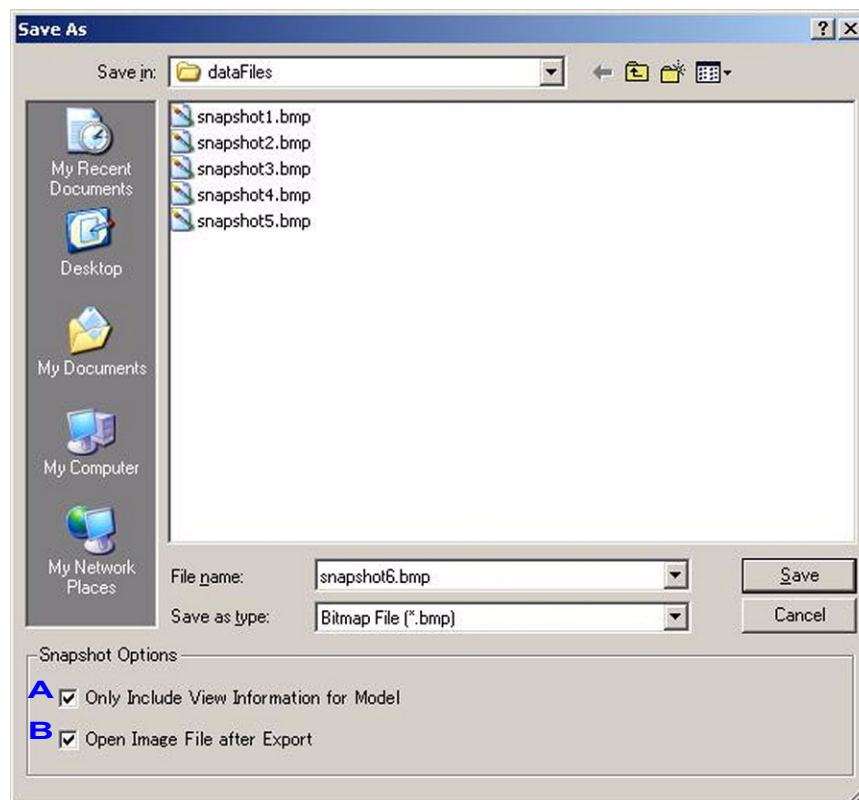 Save As
Save in:
dataFiles
snapshot1.bmp
snapshot2.bmp
snapshot3.bmp
snapshot4.bmp
snapshot5.bmp
My Recent
Documents
Desktop
My Documents
My Computer
My Network
Places
File name:
snapshot6.bmp
Save
Save as type:
Bitmap File (*.bmp)
Cancel
Snapshot Options
A
Only Include View Information for Model
B
Open Image File after Export